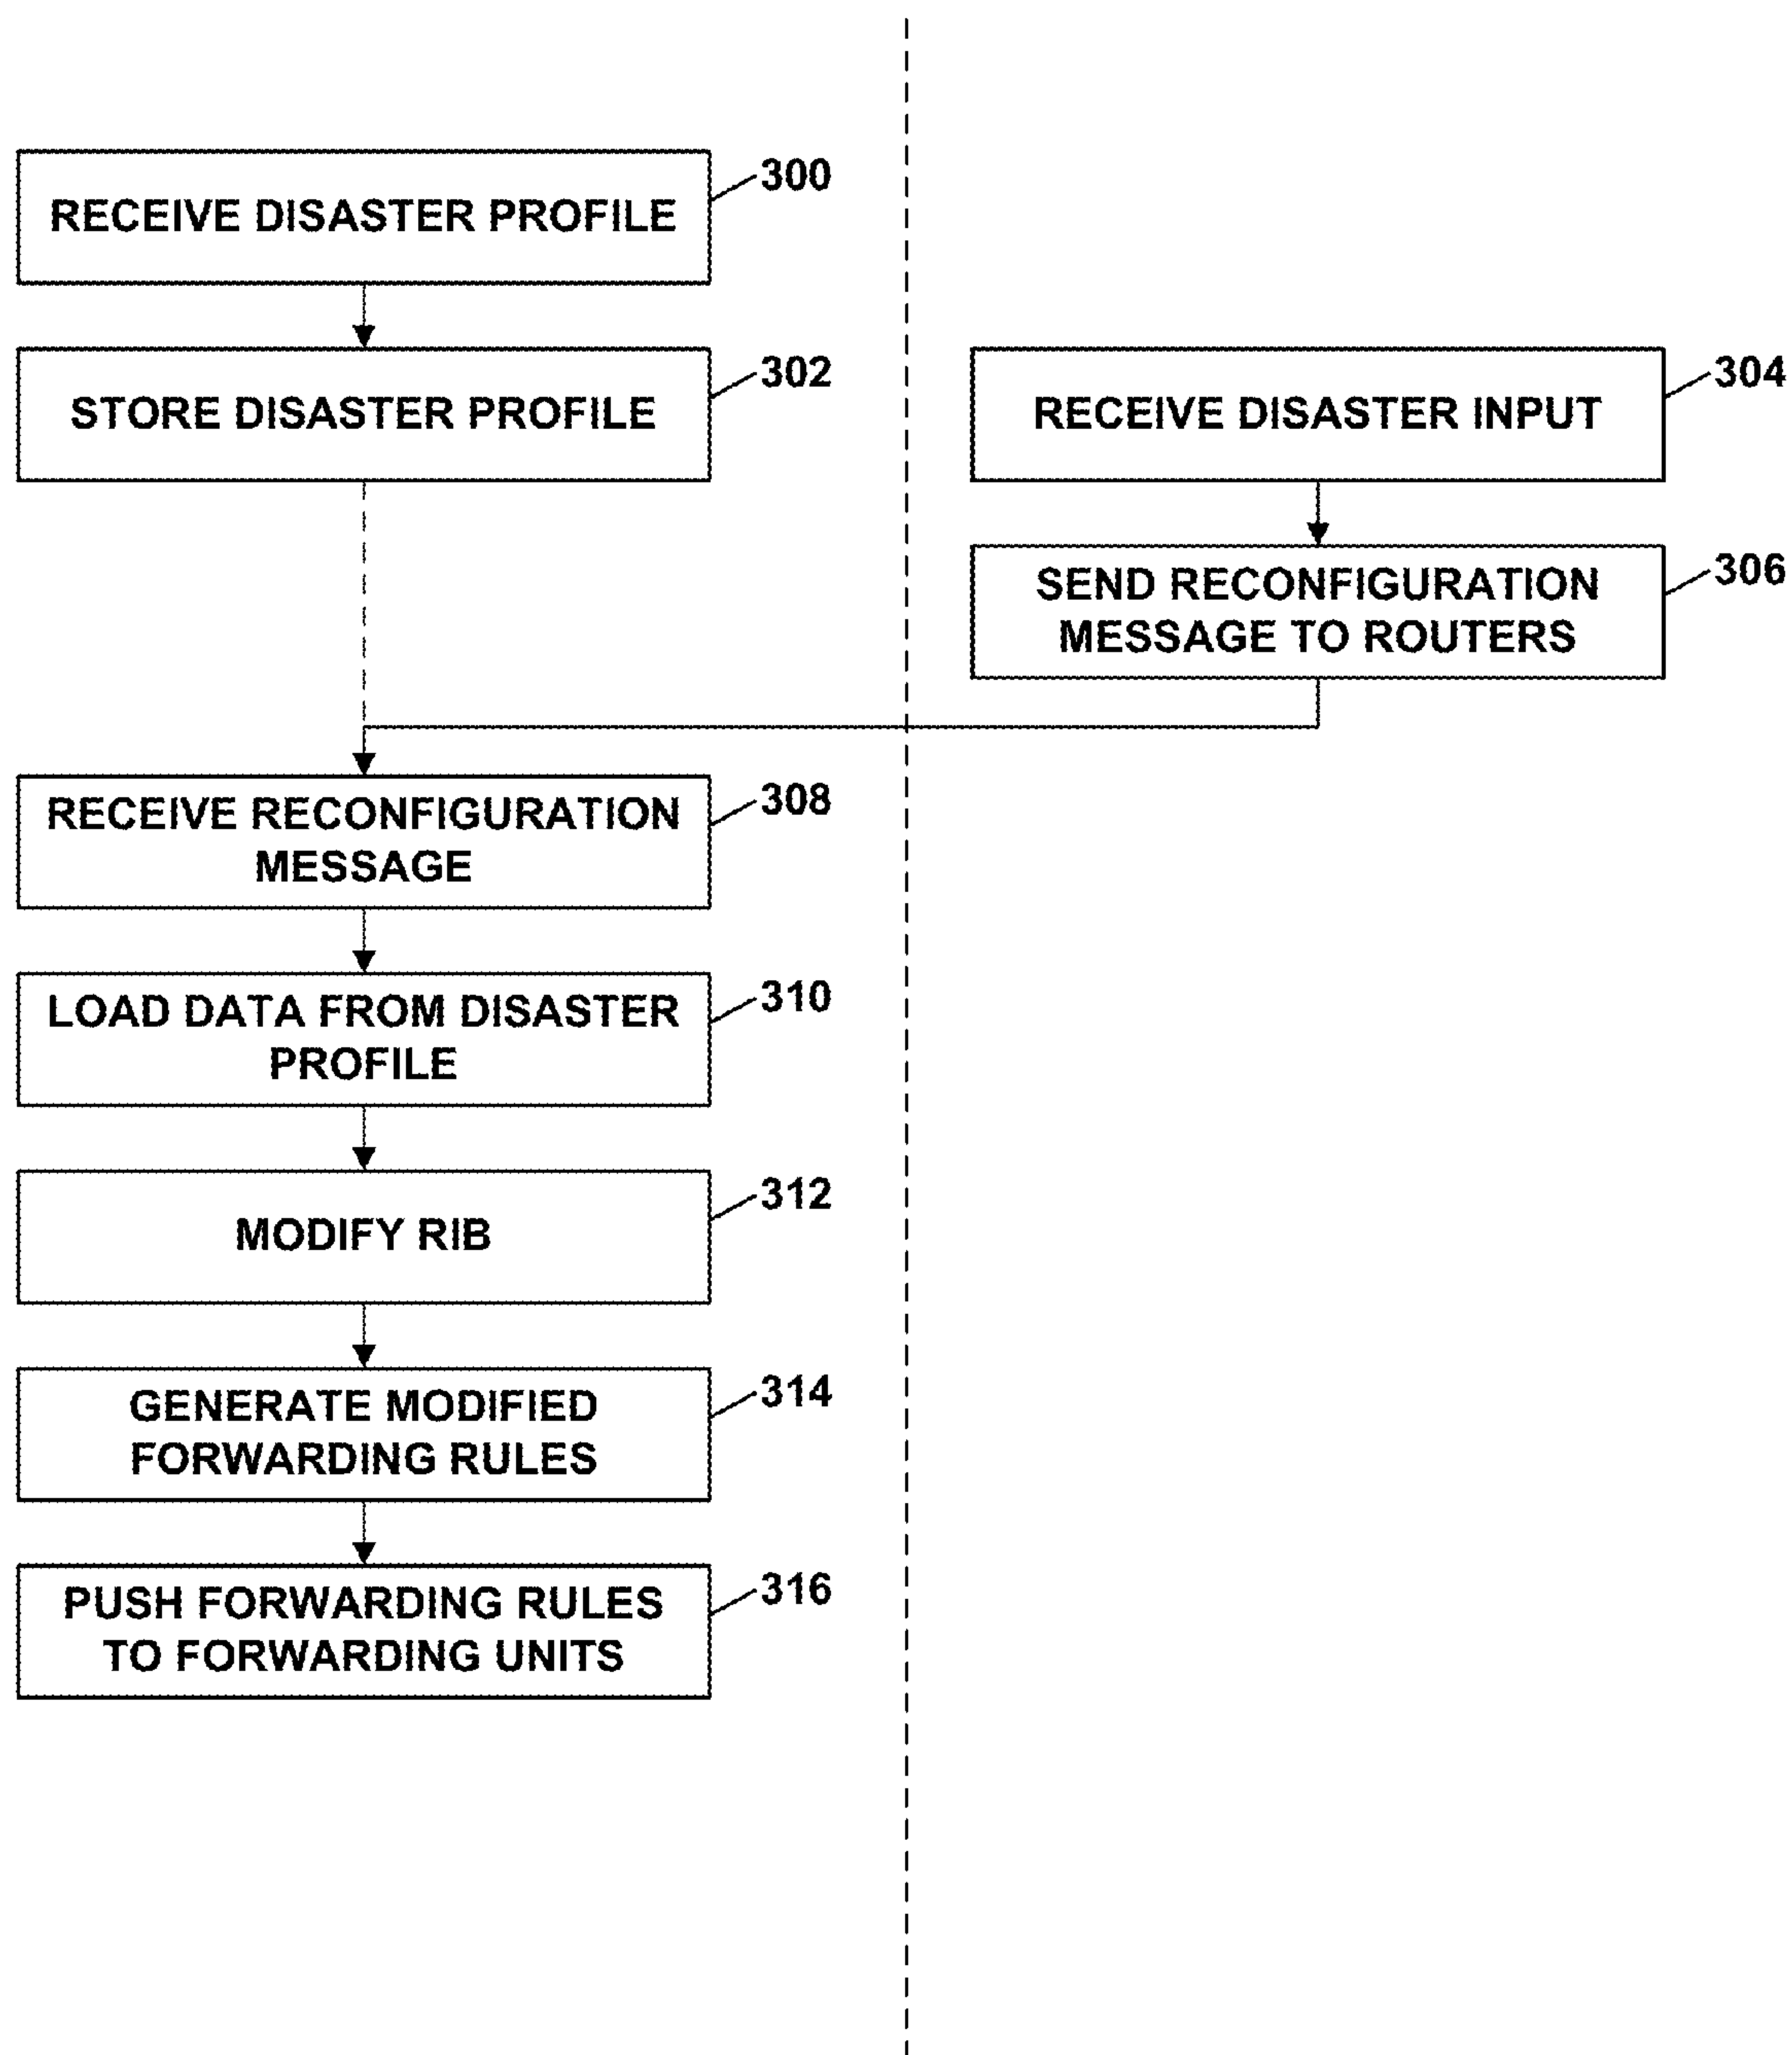 RECEIVE DISASTER PROFILE
300
STORE DISASTER PROFILE
302
RECEIVE DISASTER INPUT
304
SEND RECONFIGURATION
MESSAGE TO ROUTERS
306
RECEIVE RECONFIGURATION
MESSAGE
308
LOAD DATA FROM DISASTER
PROFILE
310
MODIFY RIB
312
GENERATE MODIFIED
FORWARDING RULES
314
PUSH FORWARDING RULES
TO FORWARDING UNITS
316